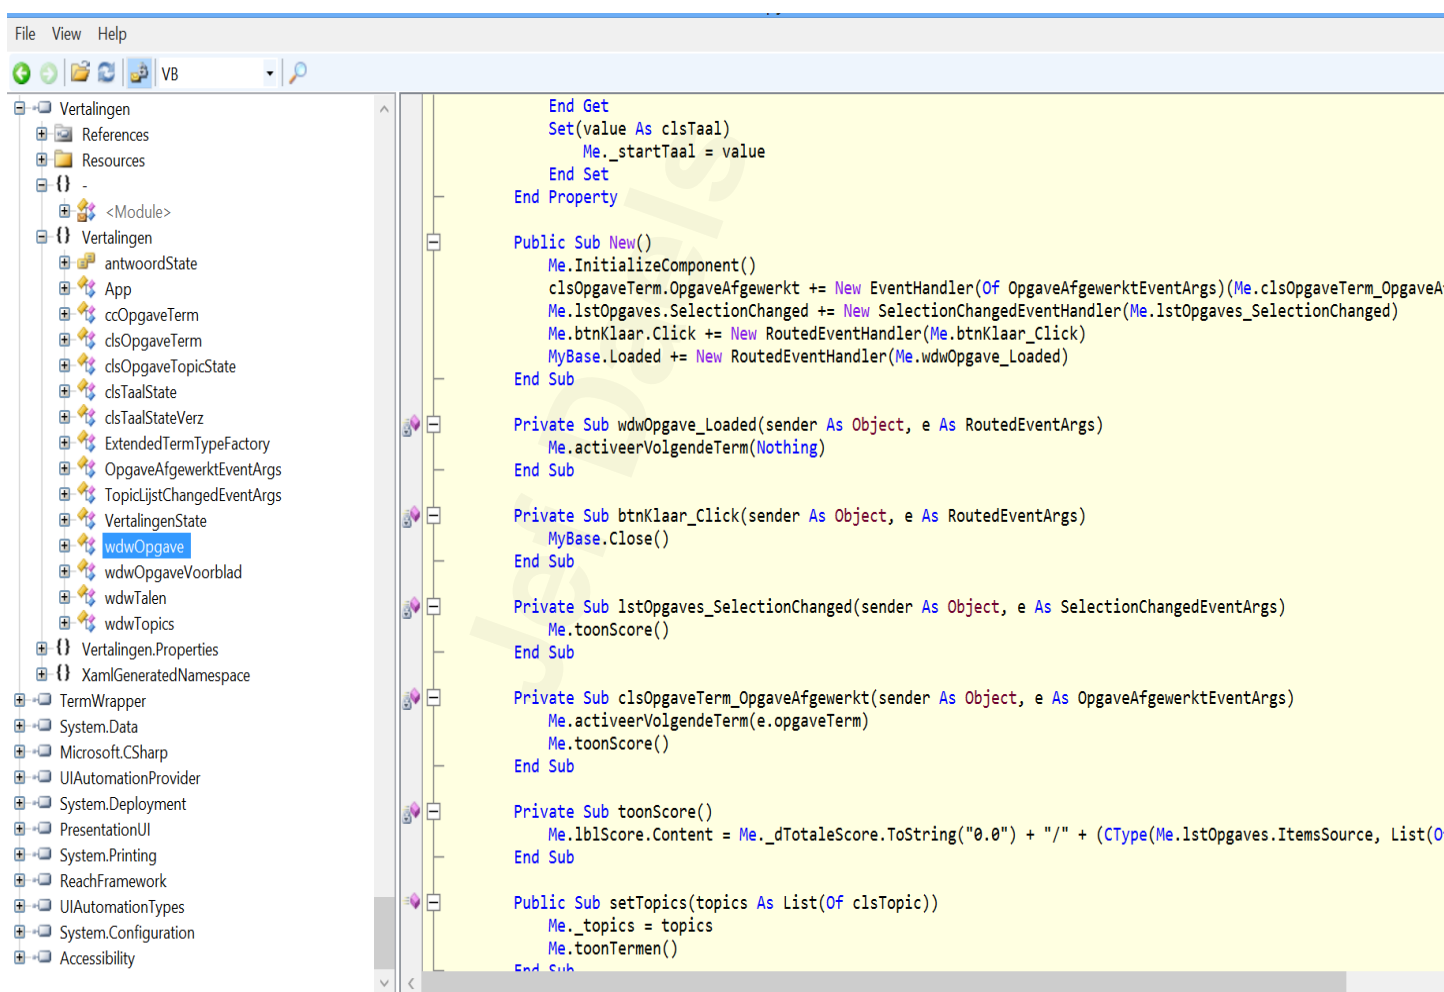 File View Help
VB
Vertalingen
References
Resources
{} -
<Module>
{} Vertalingen
antwoordState
App
ccOpgaveTerm
clsOpgaveTerm
clsOpgaveTopicState
clsTaalState
clsTaalStateVerz
ExtendedTermTypeFactory
OpgaveAfgewerktEventArgs
TopicLijstChangedEventArgs
VertalingenState
wdwOpgave
wdwOpgaveVoorblad
wdwTalen
wdwTopics
{} Vertalingen.Properties
{} XamlGeneratedNamespace
TermWrapper
System.Data
Microsoft.CSharp
UIAutomationProvider
System.Deployment
PresentationUI
System.Printing
ReachFramework
UIAutomationTypes
System.Configuration
Accessibility
End Get
Set(value As clsTaal)
Me._startTaal = value
End Set
End Property
Public Sub New()
Me.InitializeComponent()
clsOpgaveTerm.OpgaveAfgewerkt += New EventHandler(Of OpgaveAfgewerktEventArgs)(Me.clsOpgaveTerm_OpgaveA
Me.lstOpgaves.SelectionChanged += New SelectionChangedEventHandler(Me.lstOpgaves_SelectionChanged)
Me.btnKlaar.Click += New RoutedEventHandler(Me.btnKlaar_Click)
MyBase.Loaded += New RoutedEventHandler(Me.wdwOpgave_Loaded)
End Sub
Private Sub wdwOpgave_Loaded(sender As Object, e As RoutedEventArgs)
Me.activeerVolgendeTerm(Nothing)
End Sub
Private Sub btnKlaar_Click(sender As Object, e As RoutedEventArgs)
MyBase.Close()
End Sub
Private Sub lstOpgaves_SelectionChanged(sender As Object, e As SelectionChangedEventArgs)
Me.toonScore()
End Sub
Private Sub clsOpgaveTerm_OpgaveAfgewerkt(sender As Object, e As OpgaveAfgewerktEventArgs)
Me.activeerVolgendeTerm(e.opgaveTerm)
Me.toonScore()
End Sub
Private Sub toonScore()
Me.lblScore.Content = Me._dTotaleScore.ToString("0.0") + "/" + (CType(Me.lstOpgaves.ItemsSource, List(O
End Sub
Public Sub setTopics(topics As List(Of clsTopic))
Me._topics = topics
Me.toonTermen()
End Sub